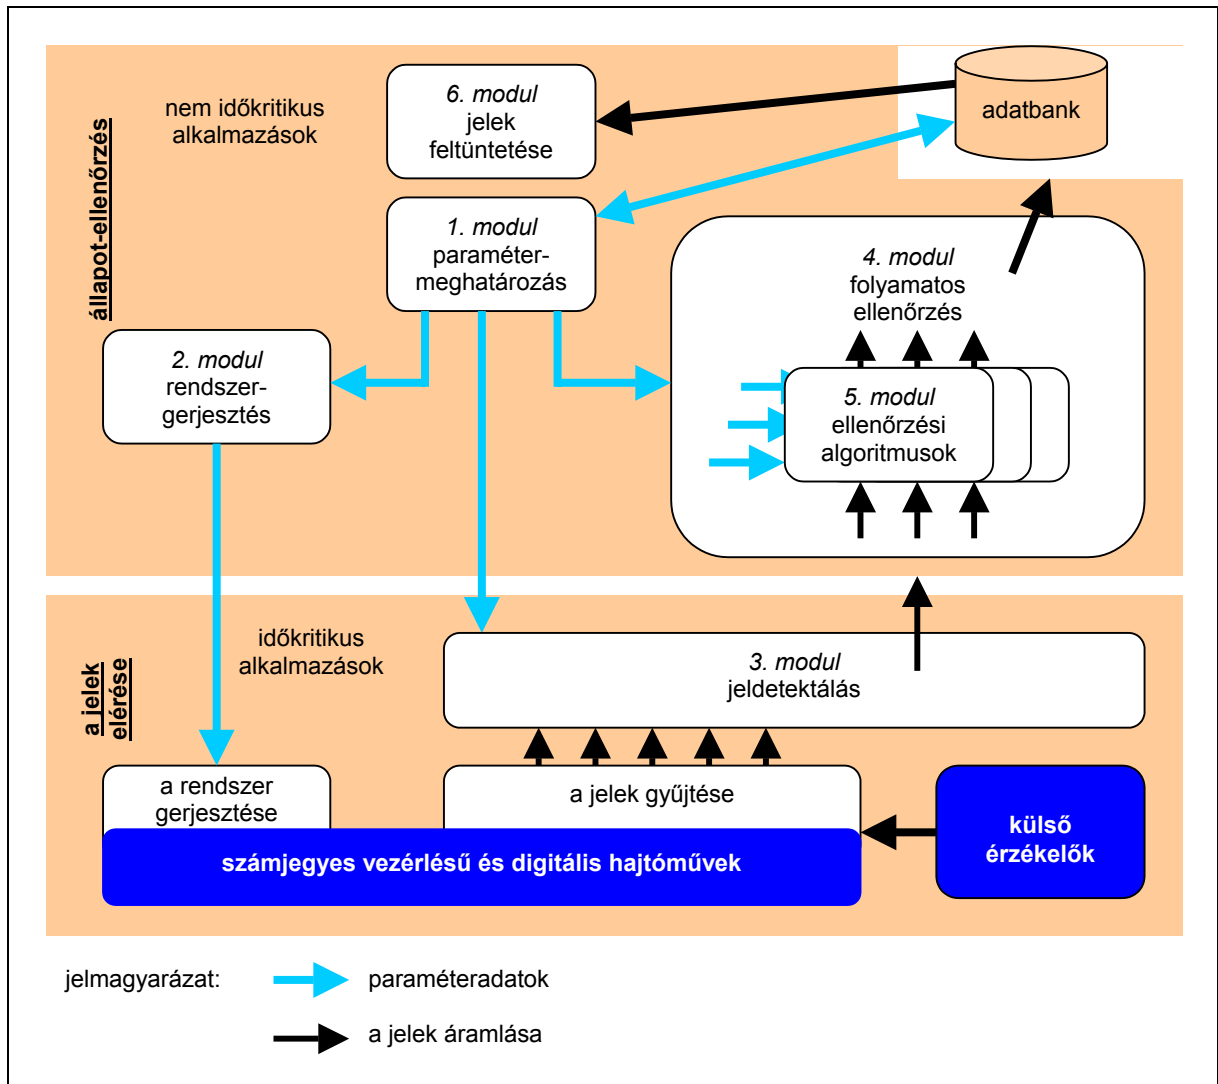 állapot-ellenőrzés
nem időkritikus
alkalmazások
6. modul
jelek
feltüntetése
adatbank
1. modul
paraméter-
meghatározás
2. modul
rendszer-
gerjesztés
4. modul
folyamatos
ellenőrzés
5. modul
ellenőrzési
algoritmusok
a jelek
elérése
időkritikus
alkalmazások
3. modul
jeldetektálás
a rendszer
gerjesztése
a jelek gyűjtése
számjegyes vezérlésű és digitális hajtóművek
külső
érzékelők
jelmagyarázat:
paraméteradatok
a jelek áramlása